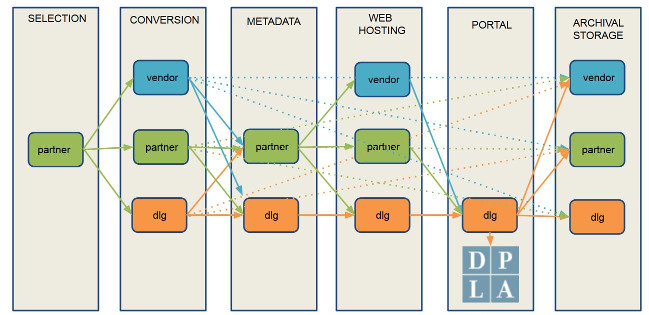 SELECTION
CONVERSION
METADATA
WEB
HOSTING
PORTAL
ARCHIVAL
STORAGE
vendor
vendor
vendor
partner
partner
partner
partner
partner
dlg
dlg
dlg
dlg
dlg
D P
L A